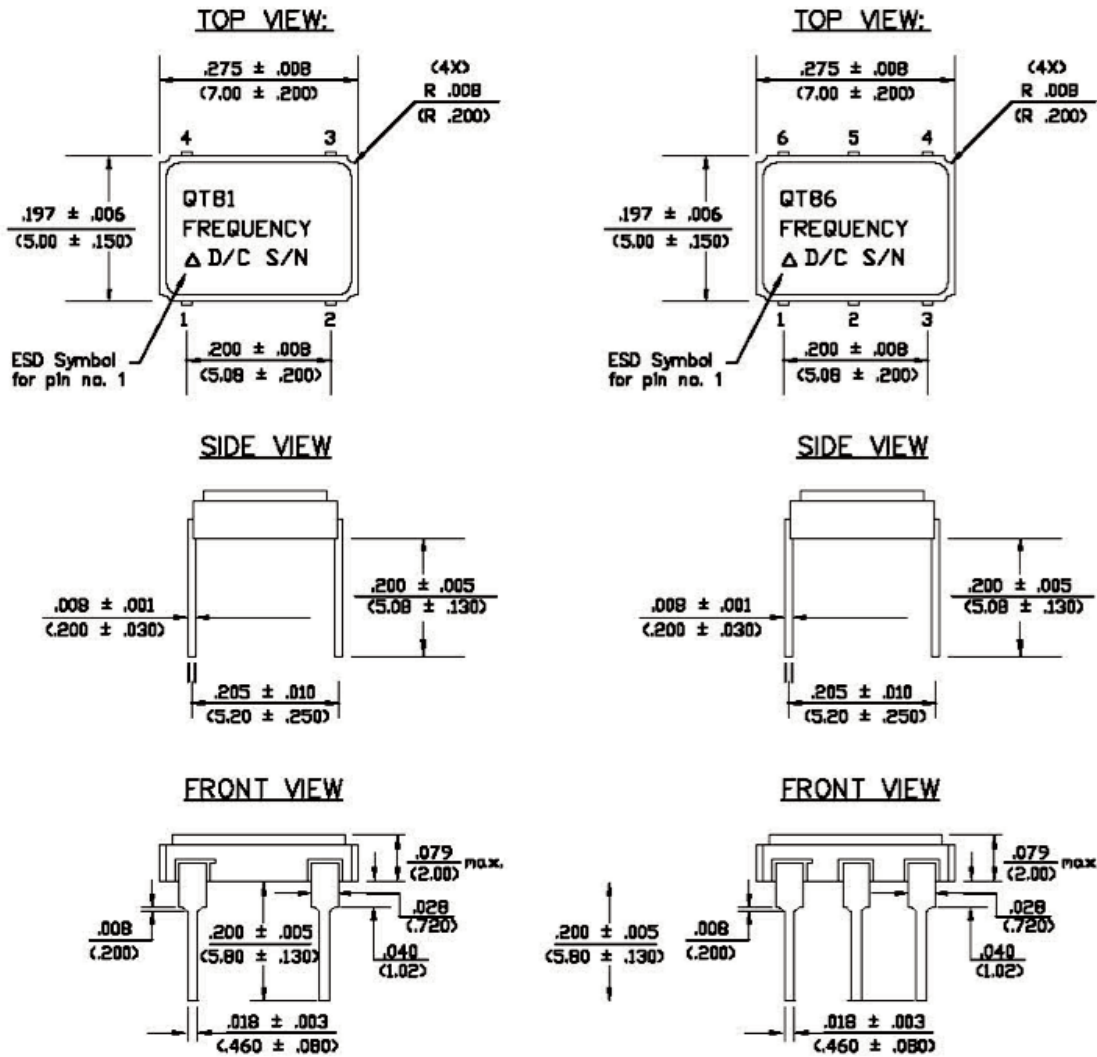 TOP VIEW:
.275 ± .008
(7.00 ± .200)
(4X)
R .008
(R .200)
4 3
.197 ± .006
(5.00 ± .150)
QT81
FREQUENCY
△ D/C S/N
1 2
ESD Symbol
for pin no. 1
.200 ± .008
(5.08 ± .200)
SIDE VIEW
.200 ± .005
(5.08 ± .130)
.008 ± .001
(.200 ± .030)
.205 ± .010
(5.20 ± .250)
FRONT VIEW
.079 max.
(2.00)
.028
(.720)
.008
(.200)
.200 ± .005
(5.80 ± .130)
.040
(1.02)
.018 ± .003
(.460 ± .080)
TOP VIEW:
.275 ± .008
(7.00 ± .200)
(4X)
R .008
(R .200)
6 5 4
.197 ± .006
(5.00 ± .150)
QT86
FREQUENCY
△ D/C S/N
1 2 3
ESD Symbol
for pin no. 1
.200 ± .008
(5.08 ± .200)
SIDE VIEW
.200 ± .005
(5.08 ± .130)
.008 ± .001
(.200 ± .030)
.205 ± .010
(5.20 ± .250)
FRONT VIEW
.079 max
(2.00)
.028
(.720)
.200 ± .005
(5.80 ± .130)
.008
(.200)
.040
(1.02)
.018 ± .003
(.460 ± .080)